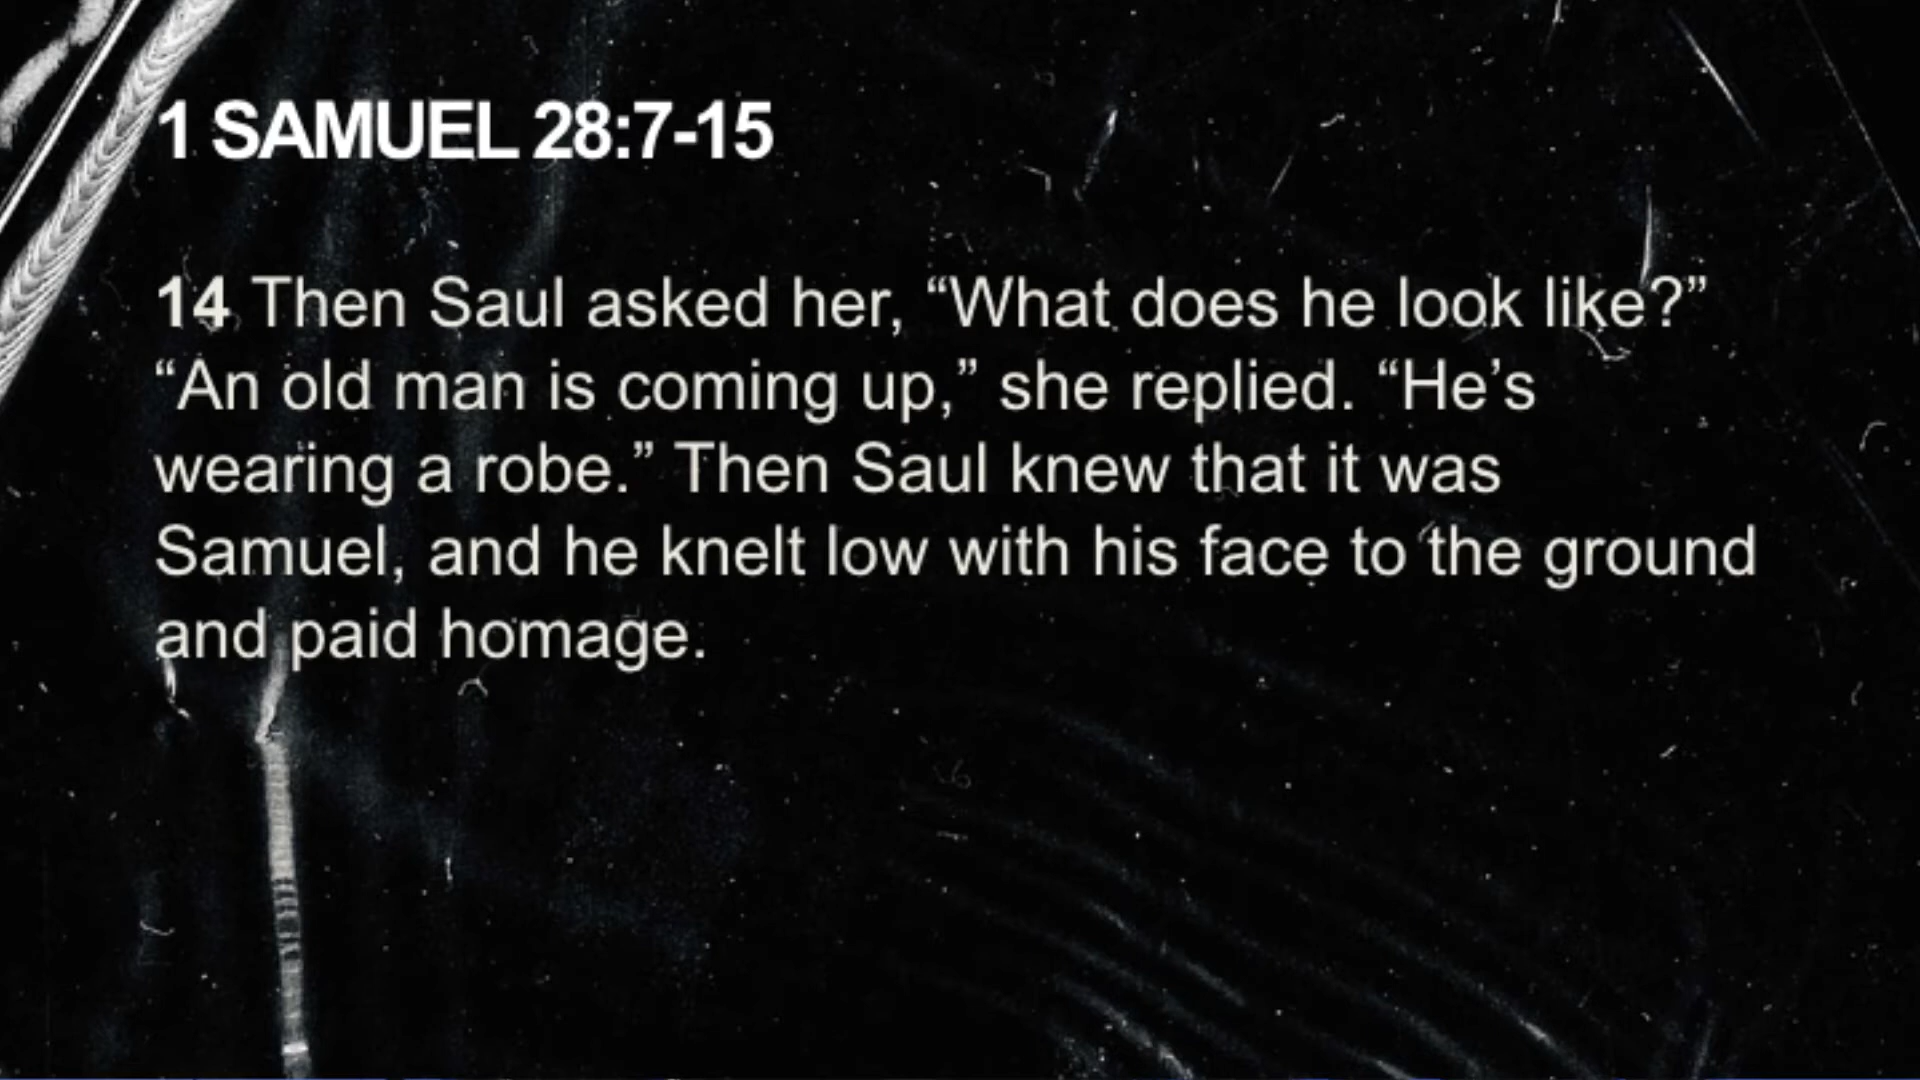 1 SAMUEL 28:7-15
14 Then Saul asked her, “What does he look like?”
“An old man is coming up,” she replied. “He’s
wearing a robe.” Then Saul knew that it was
Samuel, and he knelt low with his face to the ground
and paid homage.